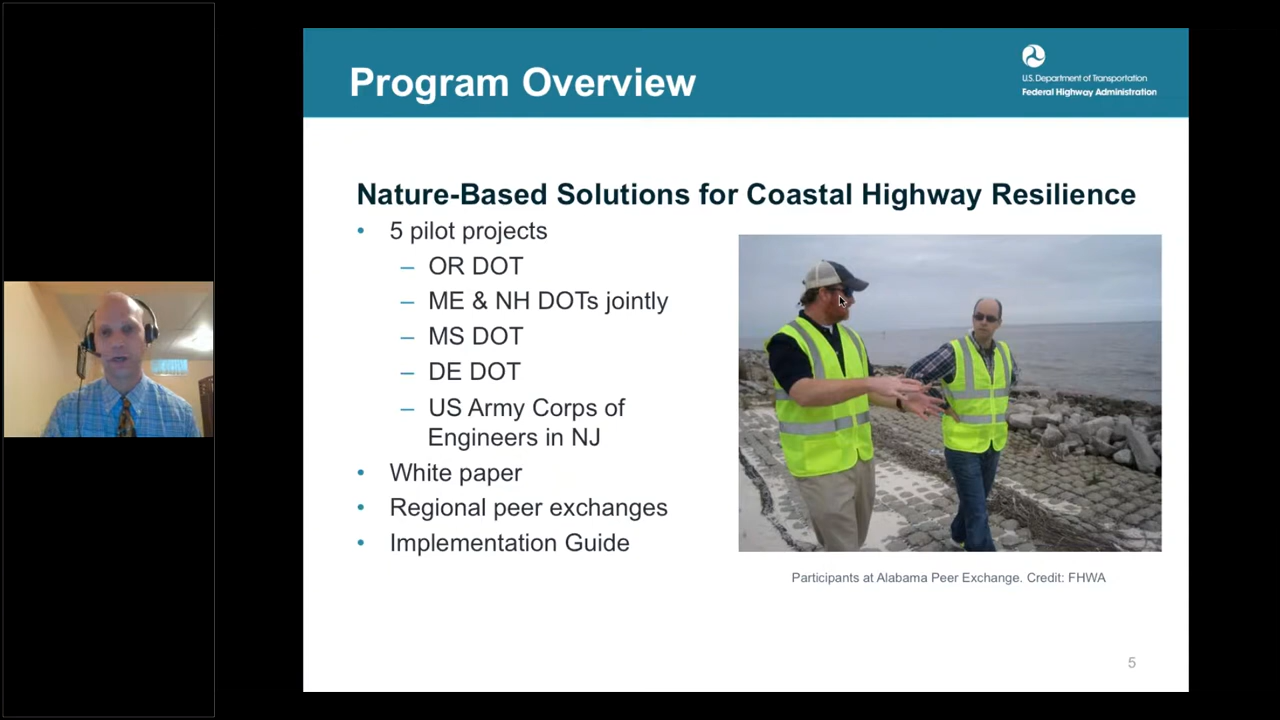 Program Overview
U.S. Department of Transportation
Federal Highway Administration
Nature-Based Solutions for Coastal Highway Resilience
• 5 pilot projects
– OR DOT
– ME & NH DOTs jointly
– MS DOT
– DE DOT
– US Army Corps of
Engineers in NJ
• White paper
• Regional peer exchanges
• Implementation Guide
Participants at Alabama Peer Exchange. Credit: FHWA
5